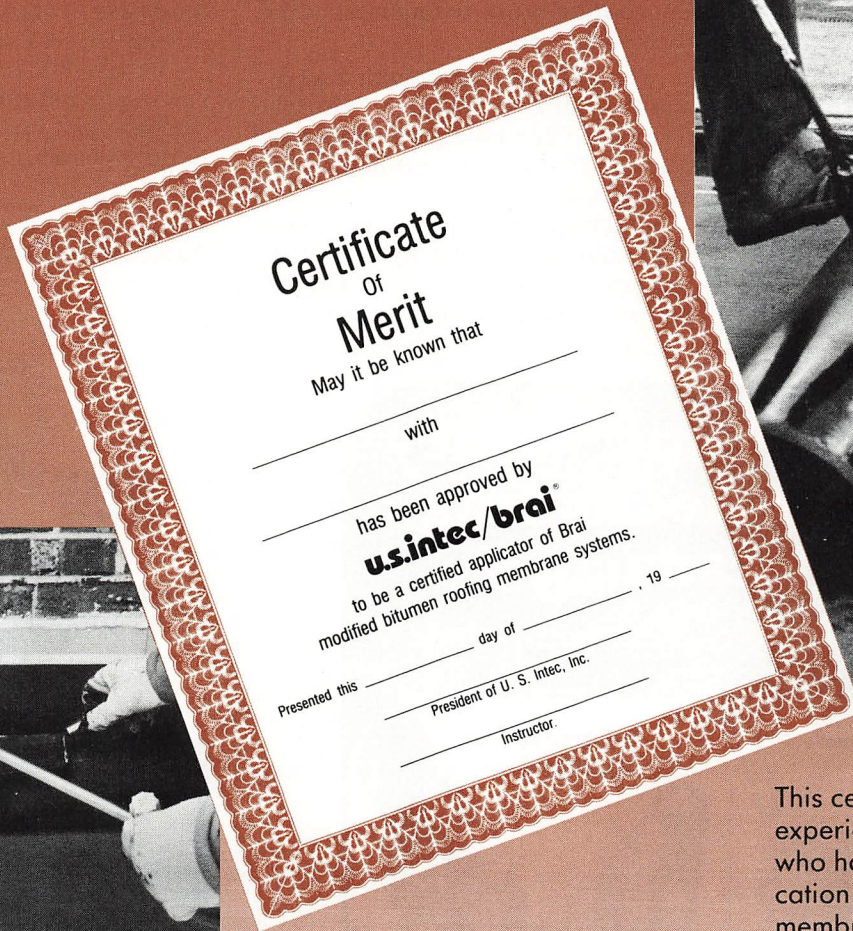 Certificate
Of
Merit
May it be known that
with
has been approved by
u.s.intec/brai®
to be a certified applicator of Brai
modified bitumen roofing membrane systems.
Presented this day of , 19
President of U. S. Intec, Inc.
Instructor.
This ce
experi
who ha
cation
membr